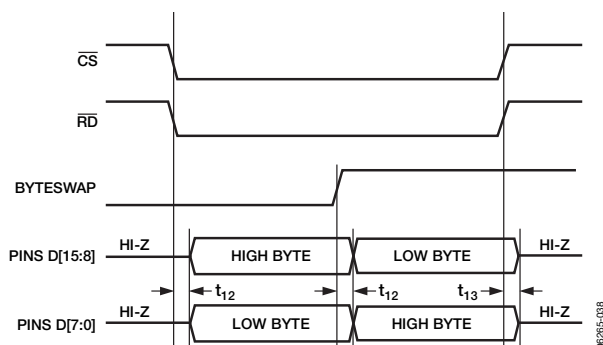 CS
RD
BYTESWAP
PINS D[15:8] HI-Z HIGH BYTE LOW BYTE HI-Z
t12 t12 t13
PINS D[7:0] HI-Z LOW BYTE HIGH BYTE HI-Z
06265-038